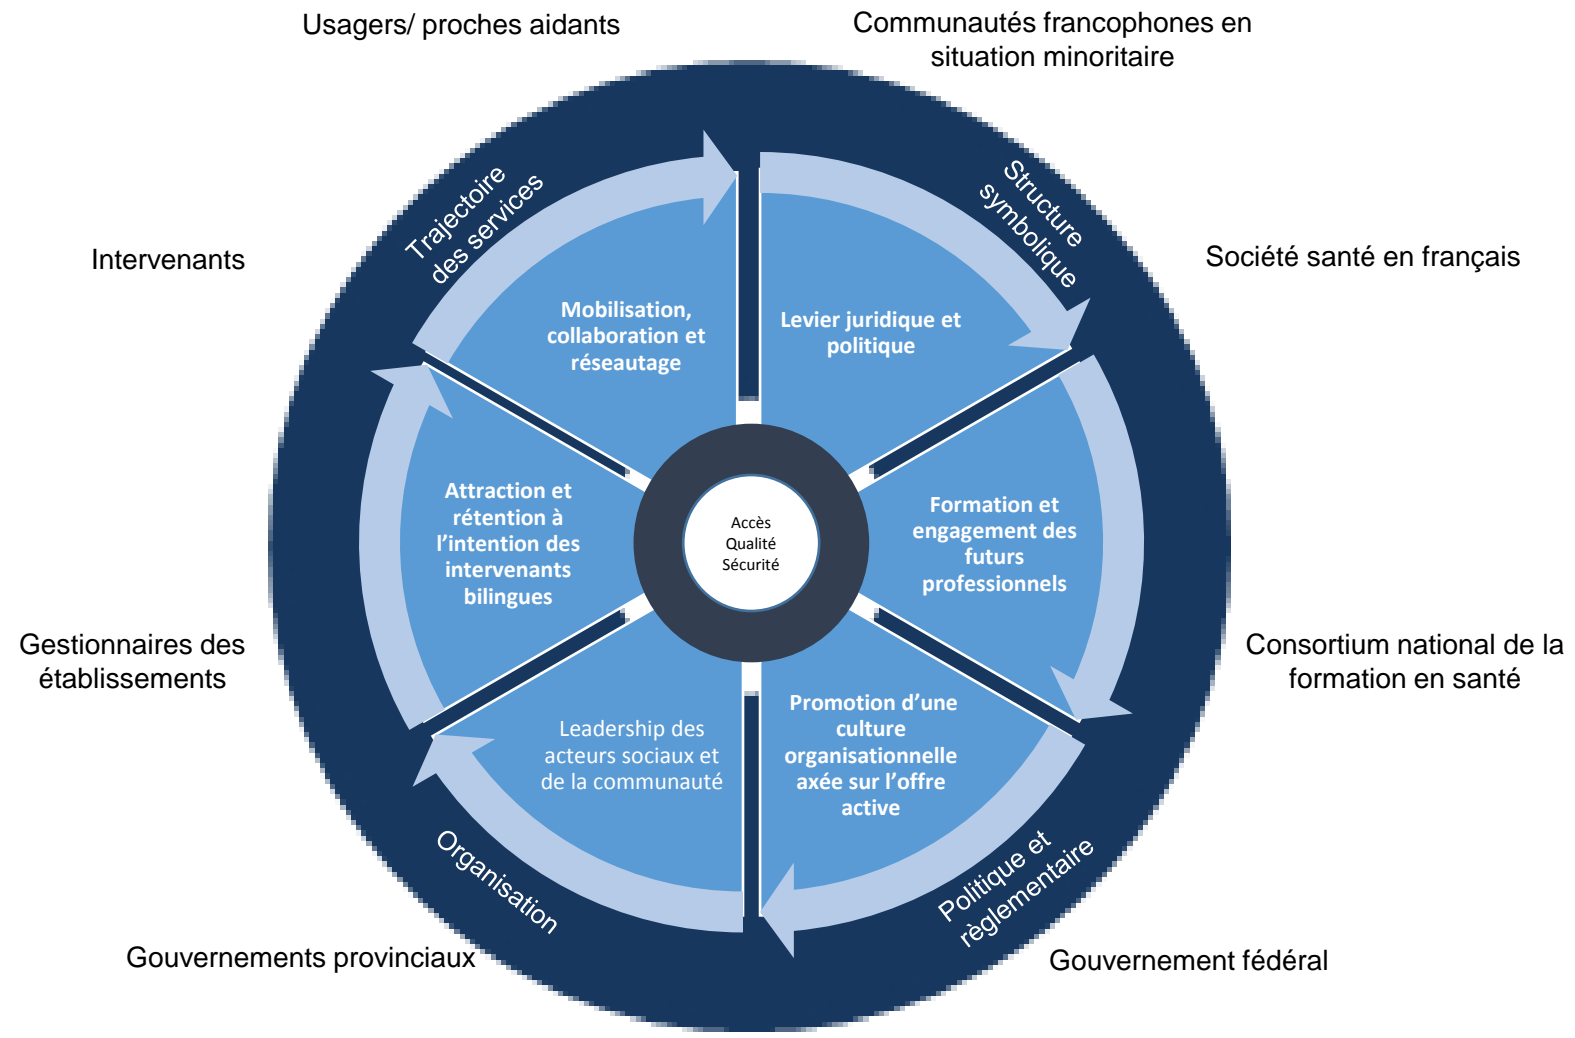 Usagers/ proches aidants
Communautés francophones en
situation minoritaire
Trajectoire
des services
Structure
symbolique
Intervenants
Société santé en français
Mobilisation,
collaboration et
réseautage
Levier juridique et
politique
Attraction et
rétention à
l’intention des
intervenants
bilingues
Accès
Qualité
Sécurité
Formation et
engagement des
futurs
professionnels
Gestionnaires des
établissements
Consortium national de la
formation en santé
Leadership des
acteurs sociaux et
de la communauté
Promotion d’une
culture
organisationnelle
axée sur l’offre
active
Organisation
Politique et
règlementaire
Gouvernements provinciaux
Gouvernement fédéral